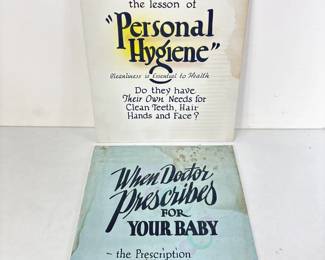 the lesson of
"Personal
Hygiene"
Cleanliness is Essential to Health
Do they have
Their Own Needs for
Clean Teeth, Hair
Hands and Face?
When Doctor
Prescribes
FOR
YOUR BABY
~ the Prescription